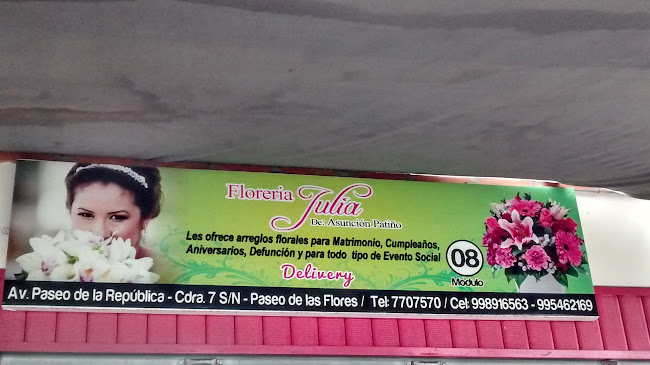 Floreria Julia
De: Asunción Patiño
Les ofrece arreglos florales para Matrimonio, Cumpleaños,
Aniversarios, Defunción y para todo tipo de Evento Social
Delivery
08
Módulo
Av. Paseo de la República - Cdra. 7 S/N - Paseo de las Flores / Tel: 7707570 / Cel: 998916563 - 995462169